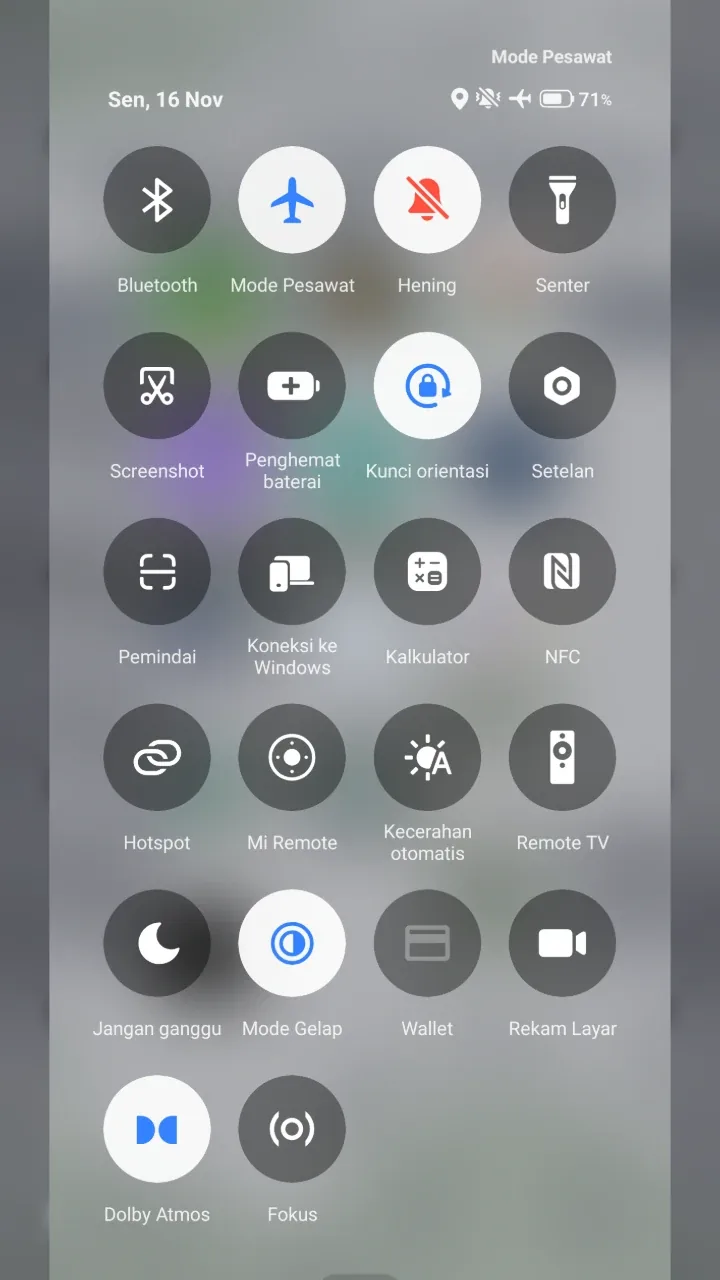 Mode Pesawat
Sen, 16 Nov
71%
Bluetooth
Mode Pesawat
Hening
Senter
Screenshot
Penghemat
baterai
Kunci orientasi
Setelan
Pemindai
Koneksi ke
Windows
Kalkulator
NFC
Hotspot
Mi Remote
A
Kecerahan
otomatis
Remote TV
Jangan ganggu
Mode Gelap
Wallet
Rekam Layar
Dolby Atmos
Fokus